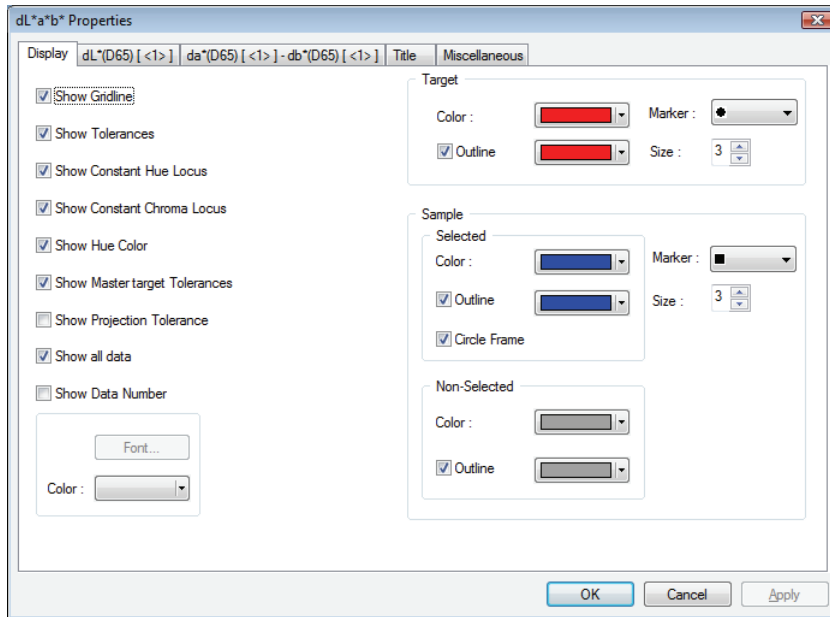 dL*a*b* Properties
Display
dL*(D65) [ <1> ]
da*(D65) [ <1> ] - db*(D65) [ <1> ]
Title
Miscellaneous
Show Gridline
Show Tolerances
Show Constant Hue Locus
Show Constant Chroma Locus
Show Hue Color
Show Master target Tolerances
Show Projection Tolerance
Show all data
Show Data Number
Font...
Color :
Target
Color :
Marker :
Outline
Size :
3
Sample
Selected
Color :
Marker :
Outline
Size :
3
Circle Frame
Non-Selected
Color :
Outline
OK
Cancel
Apply